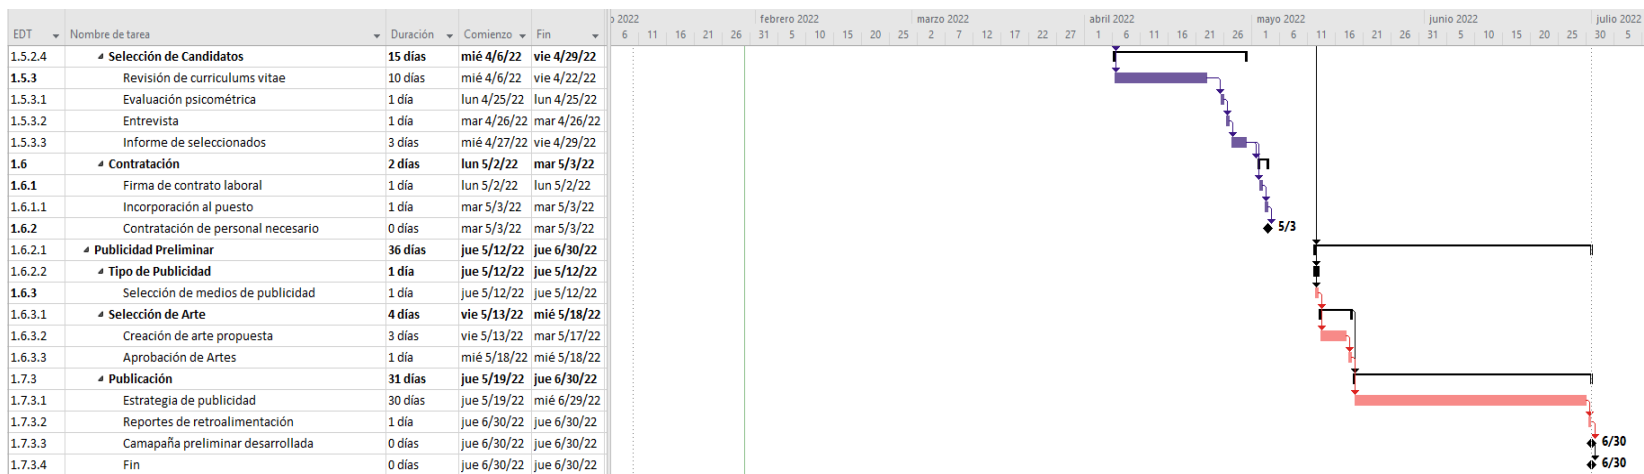 o 2022 febrero 2022 marzo 2022 abril 2022 mayo 2022 junio 2022 julio 2022
EDT Nombre de tarea Duración Comienzo Fin 6 11 16 21 26 31 5 10 15 20 25 2 7 12 17 22 27 1 6 11 16 21 26 1 6 11 16 21 26 31 5 10 15 20 25 30 5
1.5.2.4 Selección de Candidatos 15 días mié 4/6/22 vie 4/29/22
1.5.3 Revisión de curriculums vitae 10 días mié 4/6/22 vie 4/22/22
1.5.3.1 Evaluación psicométrica 1 día lun 4/25/22 lun 4/25/22
1.5.3.2 Entrevista 1 día mar 4/26/22 mar 4/26/22
1.5.3.3 Informe de seleccionados 3 días mié 4/27/22 vie 4/29/22
1.6 Contratación 2 días lun 5/2/22 mar 5/3/22
1.6.1 Firma de contrato laboral 1 día lun 5/2/22 lun 5/2/22
1.6.1.1 Incorporación al puesto 1 día mar 5/3/22 mar 5/3/22
1.6.2 Contratación de personal necesario 0 días mar 5/3/22 mar 5/3/22 5/3
1.6.2.1 Publicidad Preliminar 36 días jue 5/12/22 jue 6/30/22
1.6.2.2 Tipo de Publicidad 1 día jue 5/12/22 jue 5/12/22
1.6.3 Selección de medios de publicidad 1 día jue 5/12/22 jue 5/12/22
1.6.3.1 Selección de Arte 4 días vie 5/13/22 mié 5/18/22
1.6.3.2 Creación de arte propuesta 3 días vie 5/13/22 mar 5/17/22
1.6.3.3 Aprobación de Artes 1 día mié 5/18/22 mié 5/18/22
1.7.3 Publicación 31 días jue 5/19/22 jue 6/30/22
1.7.3.1 Estrategia de publicidad 30 días jue 5/19/22 mié 6/29/22
1.7.3.2 Reportes de retroalimentación 1 día jue 6/30/22 jue 6/30/22
1.7.3.3 Camapaña preliminar desarrollada 0 días jue 6/30/22 jue 6/30/22 6/30
1.7.3.4 Fin 0 días jue 6/30/22 jue 6/30/22 6/30